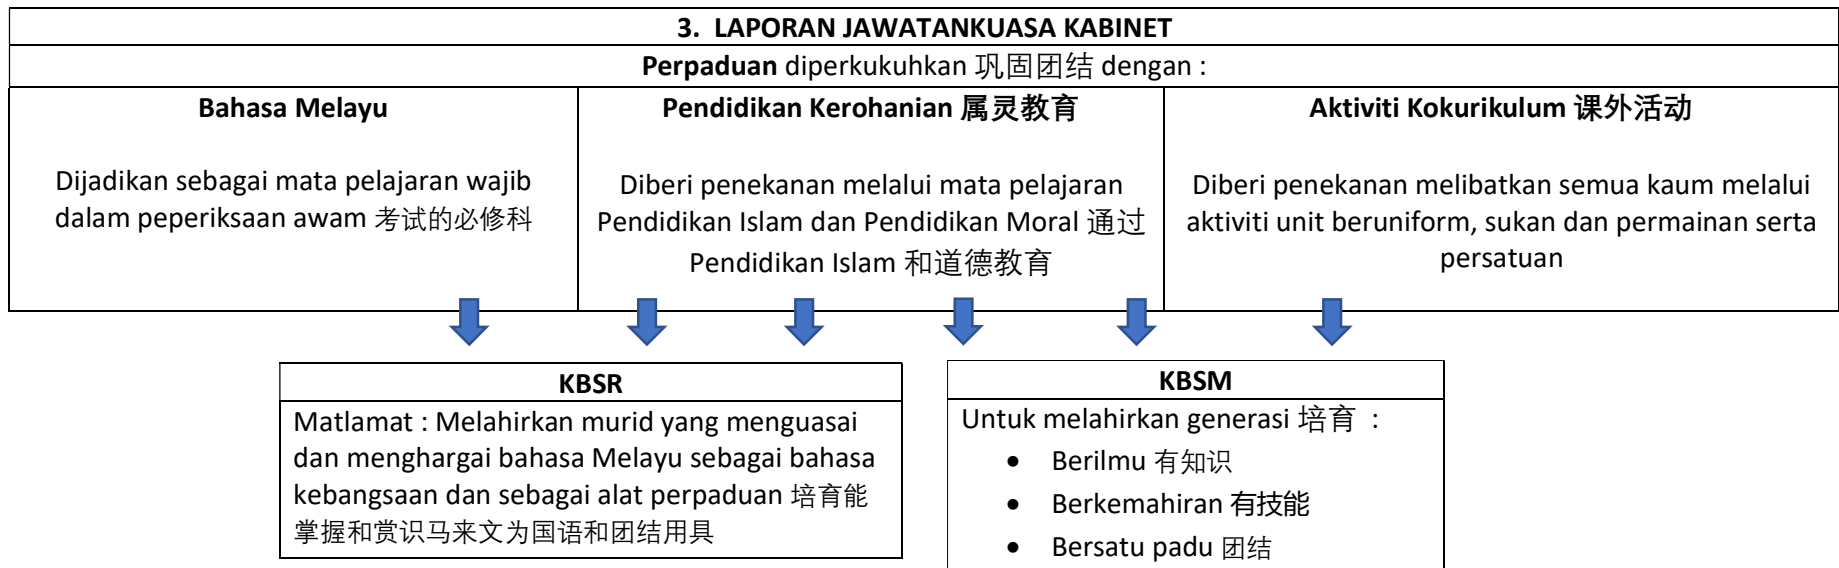 3. LAPORAN JAWATANKUASA KABINET
Perpaduan diperkukuhkan 巩固团结 dengan :
Bahasa Melayu
Dijadikan sebagai mata pelajaran wajib
dalam peperiksaan awam 考试的必修科
Pendidikan Kerohanian 属灵教育
Diberi penekanan melalui mata pelajaran
Pendidikan Islam dan Pendidikan Moral 通过
Pendidikan Islam 和道德教育
Aktiviti Kokurikulum 课外活动
Diberi penekanan melibatkan semua kaum melalui
aktiviti unit beruniform, sukan dan permainan serta
persatuan
KBSR
Matlamat : Melahirkan murid yang menguasai
dan menghargai bahasa Melayu sebagai bahasa
kebangsaan dan sebagai alat perpaduan 培育能
掌握和赏识马来文为国语和团结用具
KBSM
Untuk melahirkan generasi 培育 :
• Berilmu 有知识
• Berkemahiran 有技能
• Bersatu padu 团结